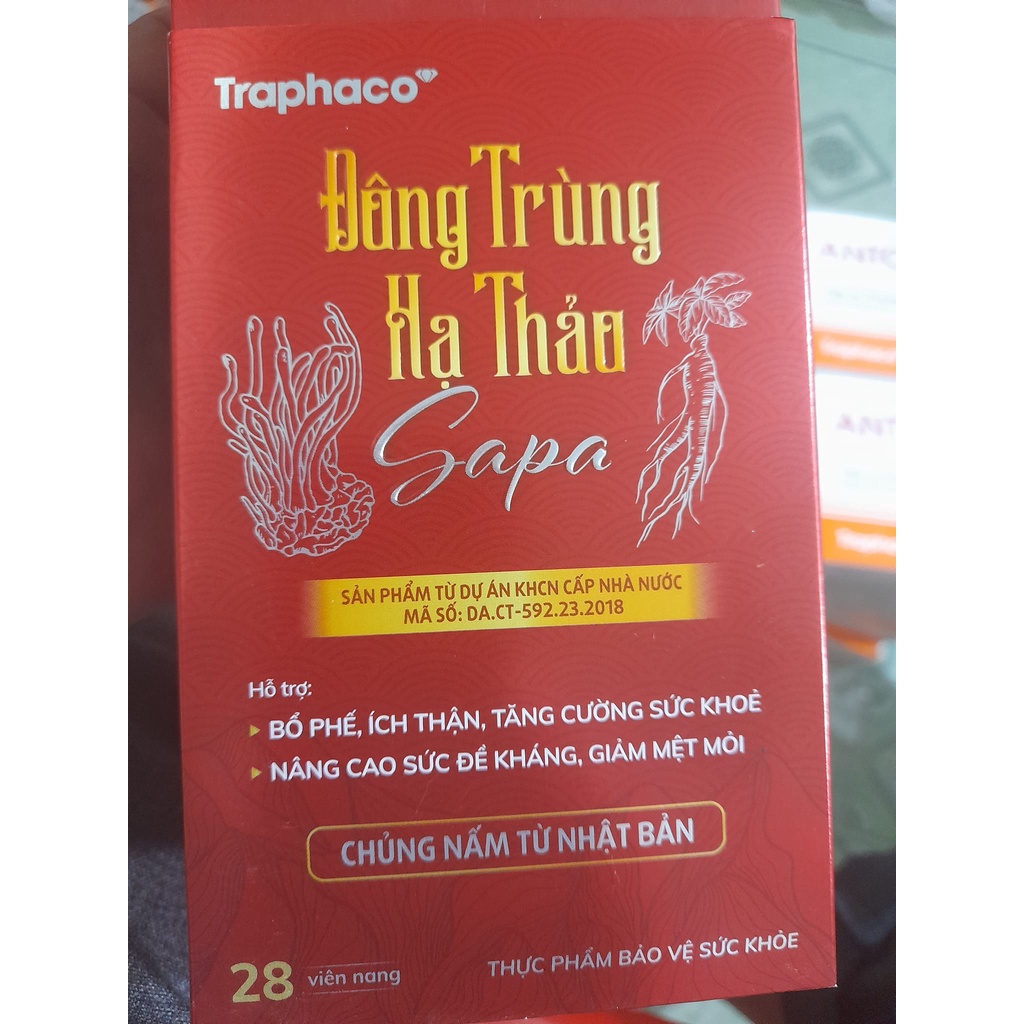 Traphaco
Đông Trùng
Hạ Thảo
Sapa
SẢN PHẨM TỪ DỰ ÁN KHCN CẤP NHÀ NƯỚC
MÃ SỐ: DA.CT-592.23.2018
Hỗ trợ:
BỔ PHẾ, ÍCH THẬN, TĂNG CƯỜNG SỨC KHOẺ
NÂNG CAO SỨC ĐỀ KHÁNG, GIẢM MỆT MỎI
CHỦNG NẤM TỪ NHẬT BẢN
28 viên nang
THỰC PHẨM BẢO VỆ SỨC KHỎE